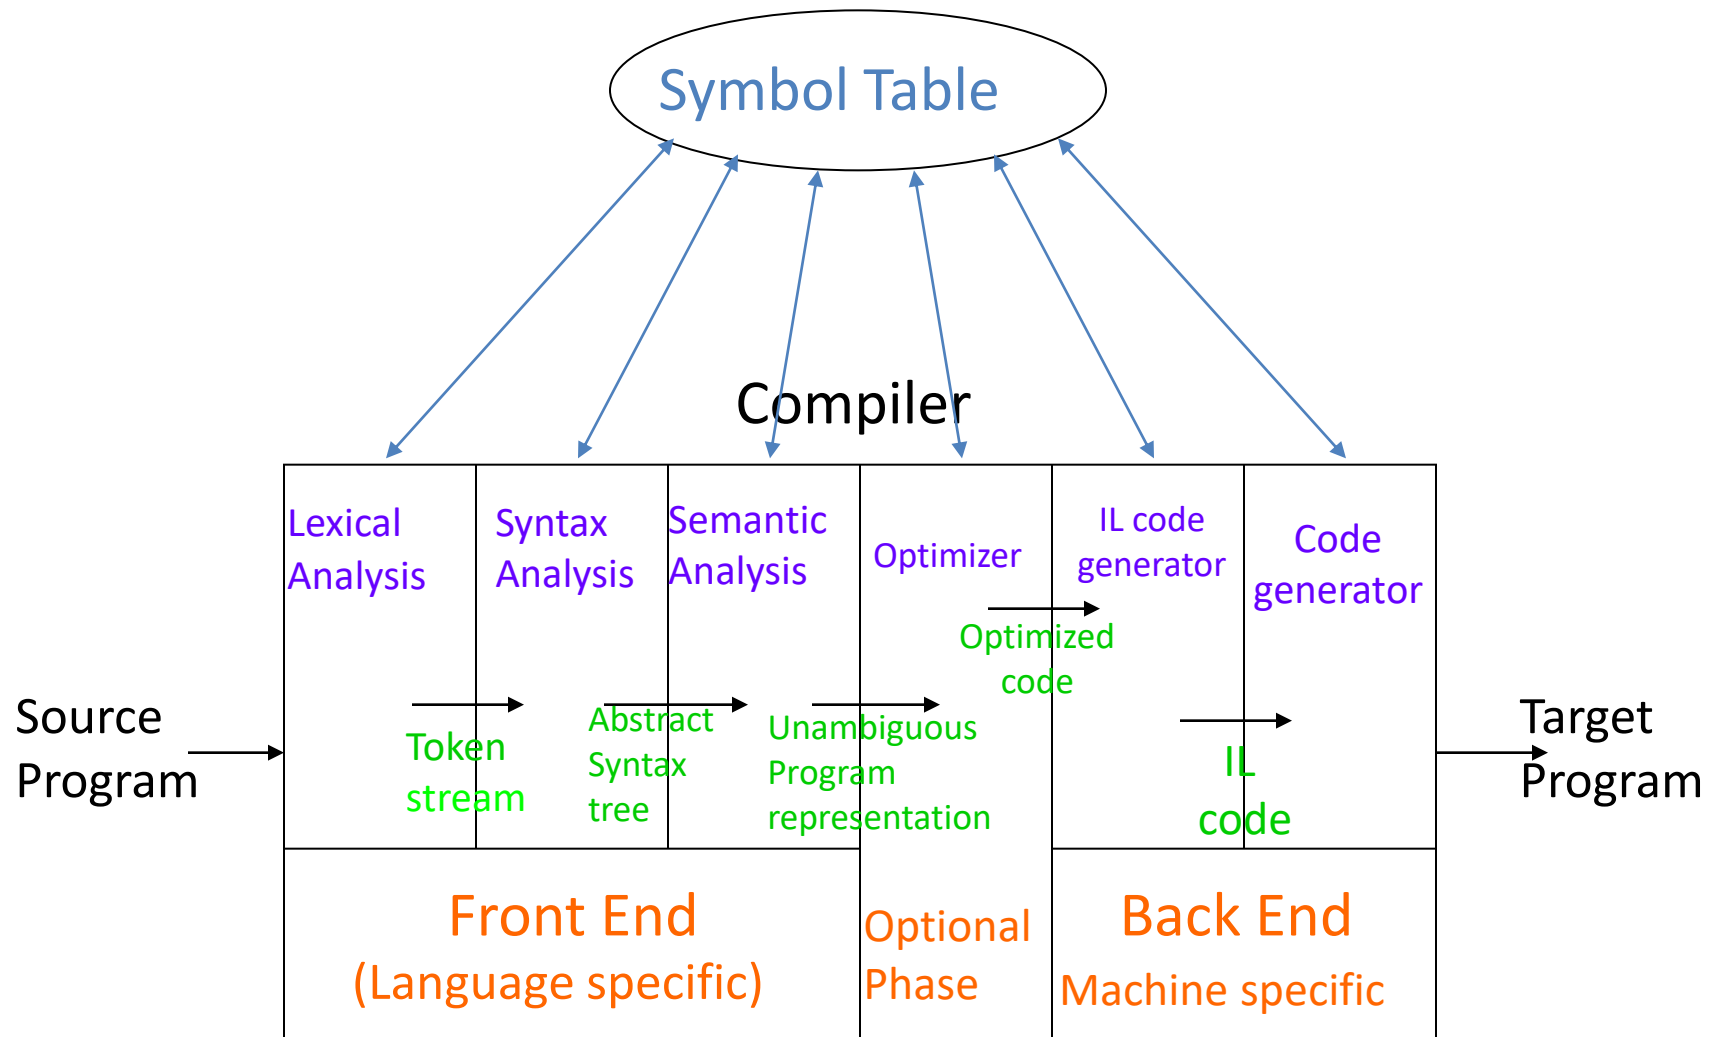 Symbol Table
Compiler
Lexical
Analysis
Syntax
Analysis
Semantic
Analysis
Optimizer
IL code
generator
Code
generator
Optimized
code
Source
Program
Token
stream
Abstract
Syntax
tree
Unambiguous
Program
representation
IL
code
Target
Program
Front End
(Language specific)
Optional
Phase
Back End
Machine specific